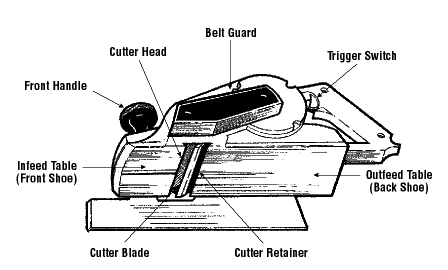 Belt Guard
Cutter Head
Trigger Switch
Front Handle
Infeed Table
(Front Shoe)
Outfeed Table
(Back Shoe)
Cutter Blade
Cutter Retainer